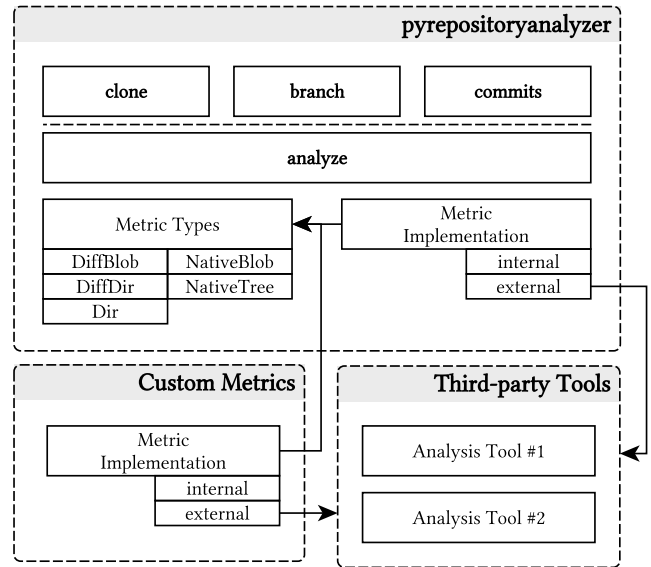 pyrepositoryanalyzer
clone
branch
commits
analyze
Metric Types
DiffBlob
NativeBlob
DiffDir
NativeTree
Dir
Metric
Implementation
internal
external
Custom Metrics
Metric
Implementation
internal
external
Third-party Tools
Analysis Tool #1
Analysis Tool #2